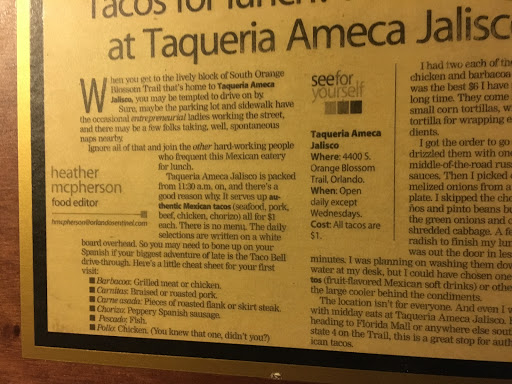 Tacos for lunch
at Taqueria Ameca Jalisco
When you get to the lively block of South Orange
Blossom Trail that's home to Taqueria Ameca
Jalisco, you may be tempted to drive on by.
Sure, maybe the parking lot and sidewalk have
the occasional entrepreneurial ladies working the street,
and there may be a few folks taking, well, spontaneous
naps nearby.
Ignore all of that and join the other hard-working people
who frequent this Mexican eatery
for lunch.
heather
mcpherson
food editor
hmcpherson@orlandosentinel.com
Taqueria Ameca Jalisco is packed
from 11:30 a.m. on, and there's a
good reason why. It serves up au-
thentic Mexican tacos (seafood, pork,
beef, chicken, chorizo) all for $1
each. There is no menu. The daily
selections are written on a white
board overhead. So you may need to bone up on your
Spanish if your biggest adventure of late is the Taco Bell
drive-through. Here's a little cheat sheet for your first
visit:
■ Barbacoa: Grilled meat or chicken.
■ Carnitas: Braised or roasted pork.
■ Carne asada: Pieces of roasted flank or skirt steak.
■ Chorizo: Peppery Spanish sausage.
■ Pescado: Fish.
■ Pollo: Chicken. (You knew that one, didn't you?)
see for
yourself
Taqueria Ameca
Jalisco
Where: 4400 S.
Orange Blossom
Trail, Orlando.
When: Open
daily except
Wednesdays.
Cost: All tacos are
$1.
I had two each of the
chicken and barbacoa
was the best $6 I have
long time. They come
small corn tortillas, wi
tortilla for wrapping e
dients.
I got the order to go
drizzled them with one
middle-of-the-road
sauces. Then I picked
melized onions from a
plate. I skipped the
ños and pinto beans b
the green onions and c
shredded cabbage. A f
radish to finish my lun
was out the door in les
minutes. I was planning on washing them dow
water at my desk, but I could have chosen one
tas (fruit-flavored Mexican soft drinks) or othe
the large cooler behind the condiments.
The location isn't for everyone. And even I w
with midday eats at Taqueria Ameca Jalisco.
heading to Florida Mall or anywhere else sout
state 4 on the Trail, this is a great stop for auth
ican tacos.